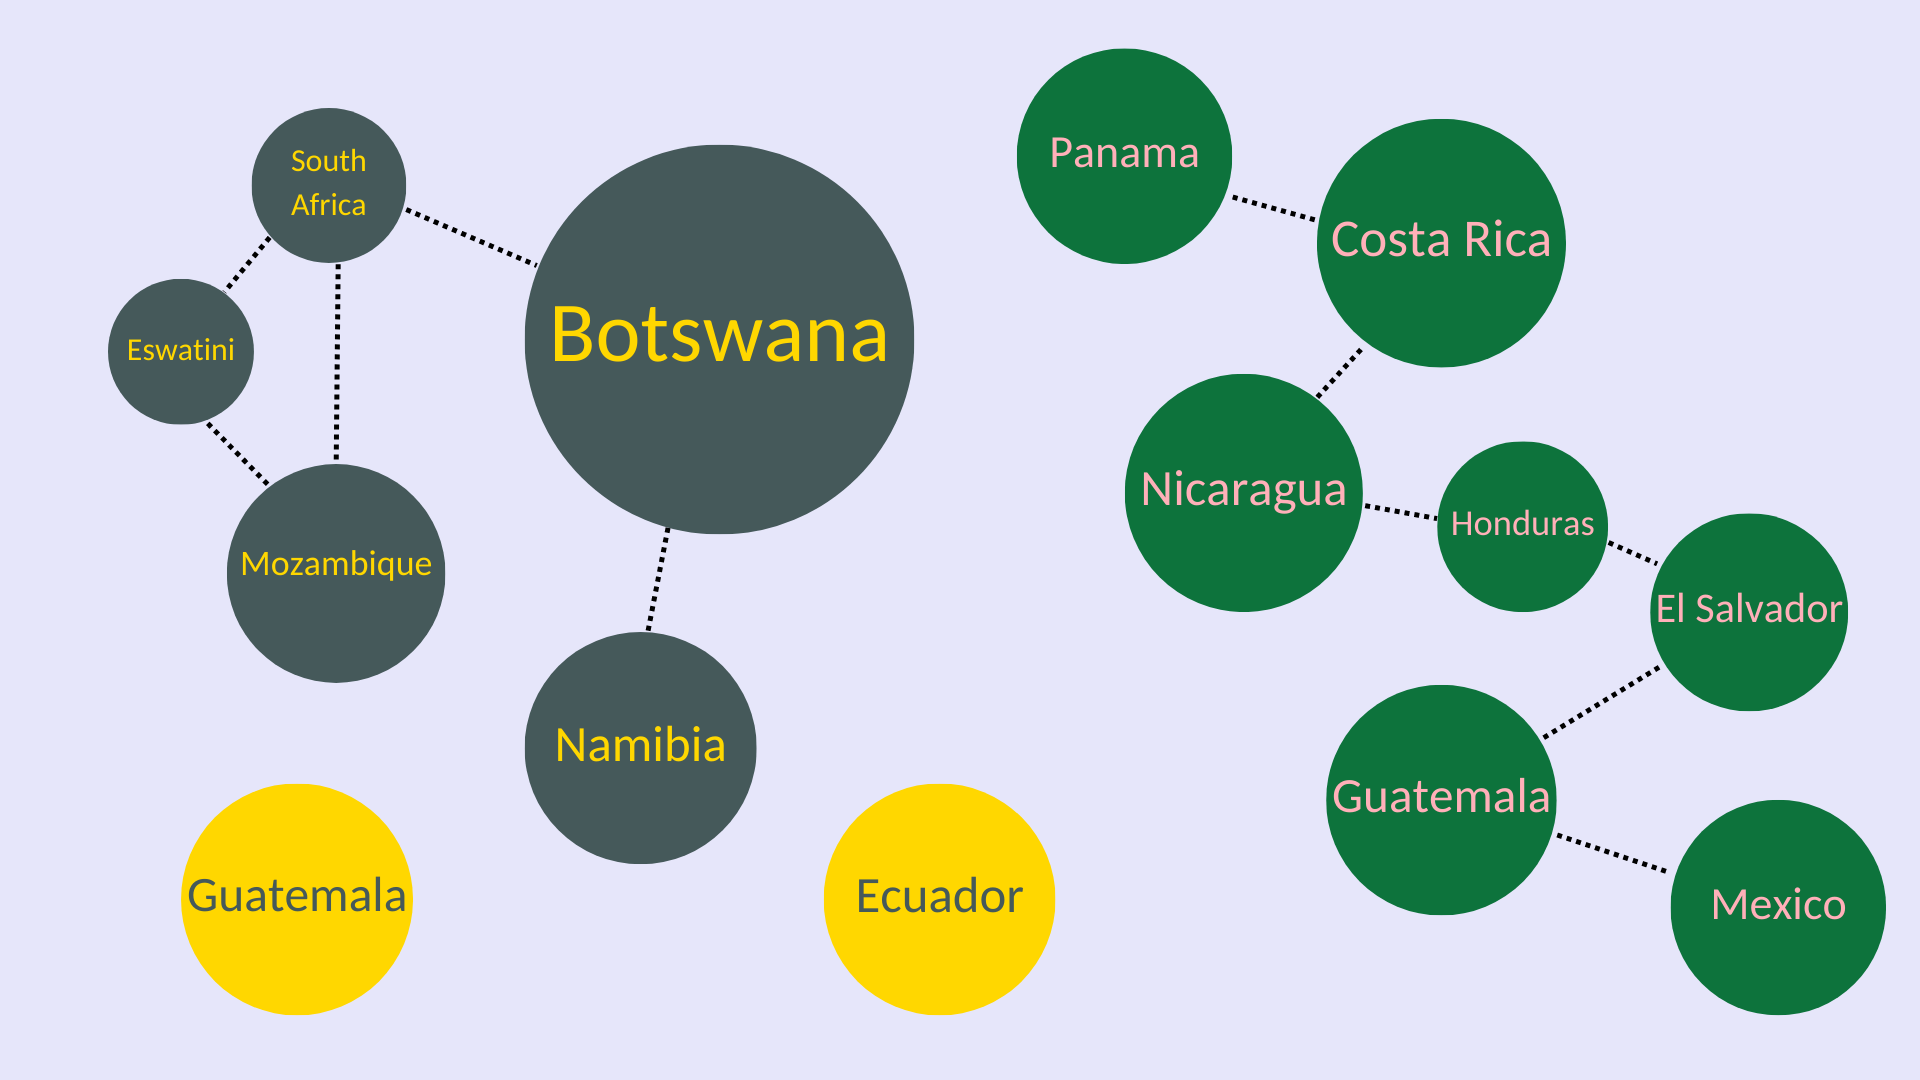 South
Africa
Eswatini
Mozambique
Botswana
Namibia
Guatemala
Ecuador
Panama
Costa Rica
Nicaragua
Honduras
El Salvador
Guatemala
Mexico